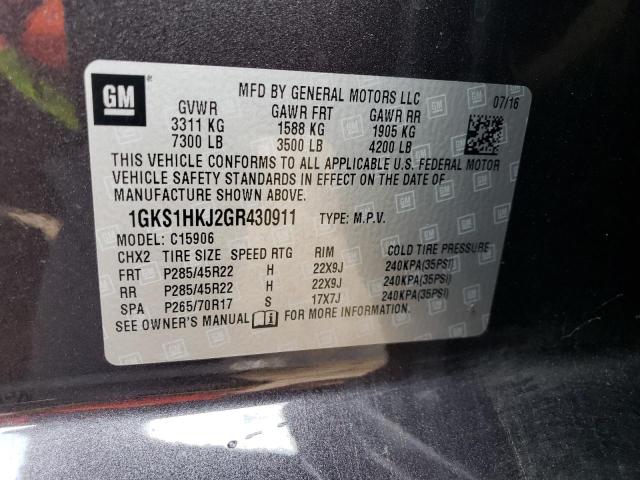 GM
MFD BY GENERAL MOTORS LLC 07/16
GVWR GAWR FRT GAWR RR
3311 KG 1588 KG 1905 KG
7300 LB 3500 LB 4200 LB
THIS VEHICLE CONFORMS TO ALL APPLICABLE U.S. FEDERAL MOTOR
VEHICLE SAFETY STANDARDS IN EFFECT ON THE DATE OF
MANUFACTURE SHOWN ABOVE.
1GKS1HKJ2GR430911 TYPE: M.P.V.
MODEL: C15906
CHX2 TIRE SIZE SPEED RTG RIM COLD TIRE PRESSURE
FRT P285/45R22 H 22X9J 240KPA(35PSI)
RR P285/45R22 H 22X9J 240KPA(35PSI)
SPA P265/70R17 S 17X7J 240KPA(35PSI)
SEE OWNER'S MANUAL FOR MORE INFORMATION.